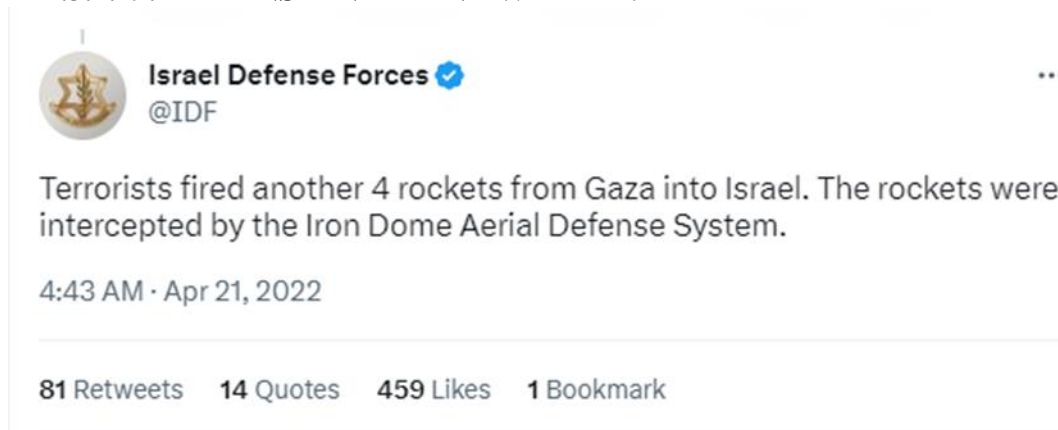 Israel Defense Forces
@IDF
Terrorists fired another 4 rockets from Gaza into Israel. The rockets were
intercepted by the Iron Dome Aerial Defense System.
4:43 AM · Apr 21, 2022
81 Retweets 14 Quotes 459 Likes 1 Bookmark